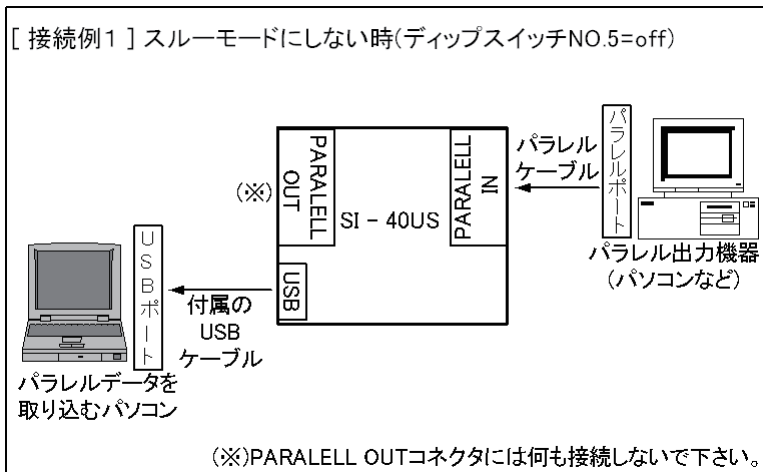 [ 接続例1 ] スルーモードにしない時(ディップスイッチNO.5=off)
パラレルポート
パラレル
ケーブル
PARALELL
OUT
(※)
SI - 40US
PARALELL
IN
パラレル出力機器
(パソコンなど)
USBポート
USB
付属の
USB
ケーブル
パラレルデータを
取り込むパソコン
(※)PARALELL OUTコネクタには何も接続しないで下さい。